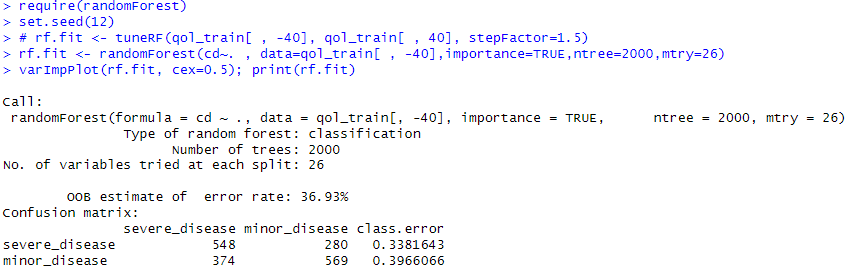 > require(randomForest)
> set.seed(12)
> # rf.fit <- tuneRF(qol_train[ , -40], qol_train[ , 40], stepFactor=1.5)
> rf.fit <- randomForest(cd~. , data=qol_train[ , -40],importance=TRUE,ntree=2000,mtry=26)
> varImpPlot(rf.fit, cex=0.5); print(rf.fit)
Call:
 randomForest(formula = cd ~ ., data = qol_train[, -40], importance = TRUE,      ntree = 2000, mtry = 26)
               Type of random forest: classification
                     Number of trees: 2000
No. of variables tried at each split: 26
        OOB estimate of  error rate: 36.93%
Confusion matrix:
               severe_disease minor_disease class.error
severe_disease            548           280   0.3381643
minor_disease             374           569   0.3966066